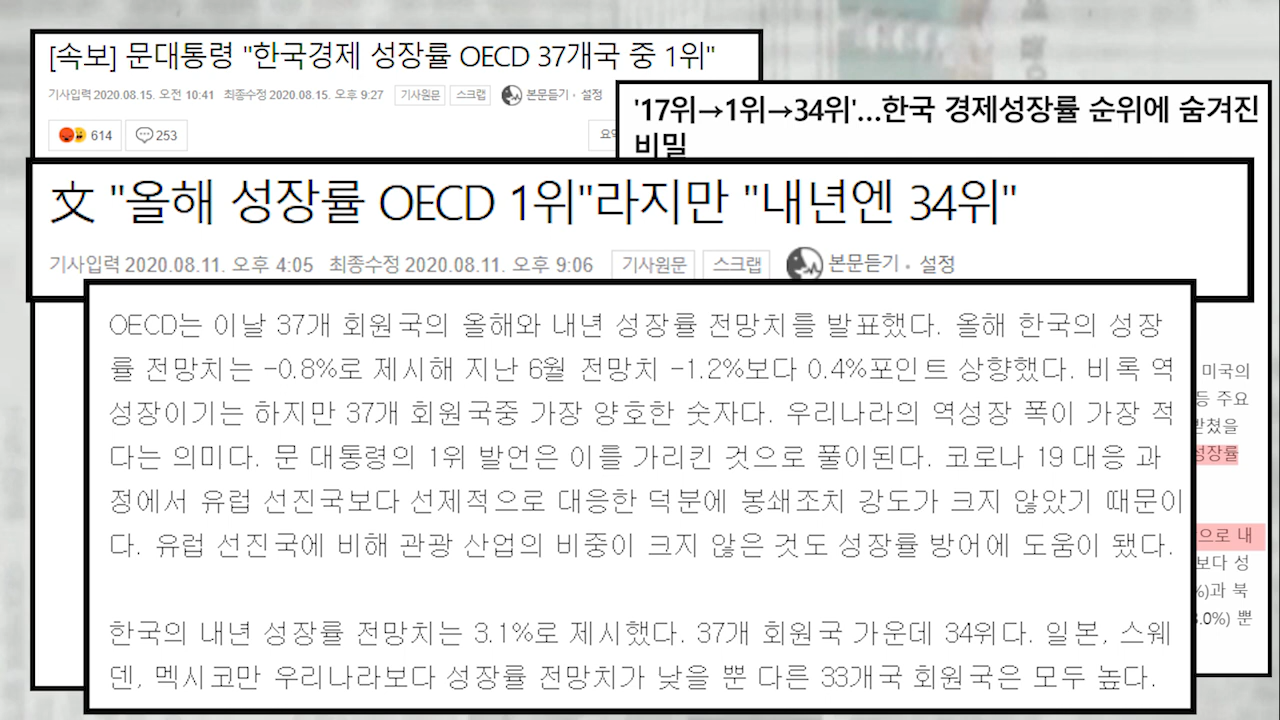 [속보] 문대통령 "한국경제 성장률 OECD 37개국 중 1위"
기사입력 2020.08.15. 오전 10:41 최종수정 2020.08.15. 오후 9:27 기사원문 스크랩 본문듣기 · 설정
614 253
'17위→1위→34위'...한국 경제성장률 순위에 숨겨진
비밀
文 "올해 성장률 OECD 1위"라지만 "내년엔 34위"
기사입력 2020.08.11. 오후 4:05 최종수정 2020.08.11. 오후 9:06 기사원문 스크랩 본문듣기 · 설정
OECD는 이날 37개 회원국의 올해와 내년 성장률 전망치를 발표했다. 올해 한국의 성장
률 전망치는 -0.8%로 제시해 지난 6월 전망치 -1.2%보다 0.4%포인트 상향했다. 비록 역
성장이기는 하지만 37개 회원국중 가장 양호한 숫자다. 우리나라의 역성장 폭이 가장 적
다는 의미다. 문 대통령의 1위 발언은 이를 가리킨 것으로 풀이된다. 코로나 19 대응 과
정에서 유럽 선진국보다 선제적으로 대응한 덕분에 봉쇄조치 강도가 크지 않았기 때문이
다. 유럽 선진국에 비해 관광 산업의 비중이 크지 않은 것도 성장률 방어에 도움이 됐다.
한국의 내년 성장률 전망치는 3.1%로 제시했다. 37개 회원국 가운데 34위다. 일본, 스웨
덴, 멕시코만 우리나라보다 성장률 전망치가 낮을 뿐 다른 33개국 회원국은 모두 높다.
미국의
등 주요
성장률
으로 내
보다 성
%)과 북
.0%) 뿐